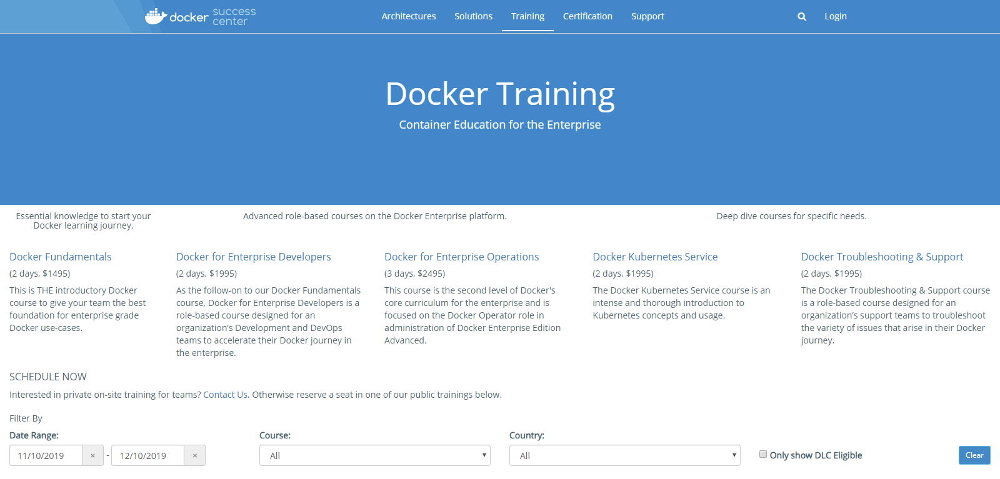 docker success center
Architectures
Solutions
Training
Certification
Support
Login
Docker Training
Container Education for the Enterprise
Essential knowledge to start your
Docker learning journey.
Advanced role-based courses on the Docker Enterprise platform.
Deep dive courses for specific needs.
Docker Fundamentals
(2 days, $1495)
This is THE introductory Docker
course to give your team the best
foundation for enterprise grade
Docker use-cases.
Docker for Enterprise Developers
(2 days, $1995)
As the follow-on to our Docker Fundamentals
course, Docker for Enterprise Developers is a
role-based course designed for an
organization’s Development and DevOps
teams to accelerate their Docker journey in
the enterprise.
Docker for Enterprise Operations
(3 days, $2495)
This course is the second level of Docker's
core curriculum for the enterprise and is
focused on the Docker Operator role in
administration of Docker Enterprise Edition
Advanced.
Docker Kubernetes Service
(2 days, $1995)
The Docker Kubernetes Service course is an
intense and thorough introduction to
Kubernetes concepts and usage.
Docker Troubleshooting & Support
(2 days, $1995)
The Docker Troubleshooting & Support course
is a role-based course designed for an
organization’s support teams to troubleshoot
the variety of issues that arise in their Docker
journey.
SCHEDULE NOW
Interested in private on-site training for teams? Contact Us. Otherwise reserve a seat in one of our public trainings below.
Filter By
Date Range:
11/10/2019 × - 12/10/2019 ×
Course:
All
Country:
All
Only show DLC Eligible
Clear